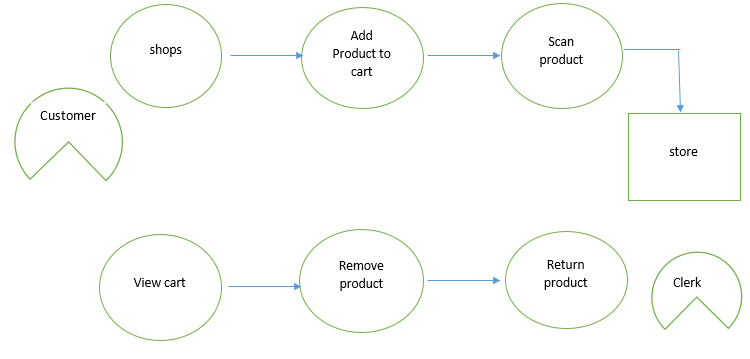 shops
Add
Product to
cart
Scan
product
Customer
store
View cart
Remove
product
Return
product
Clerk